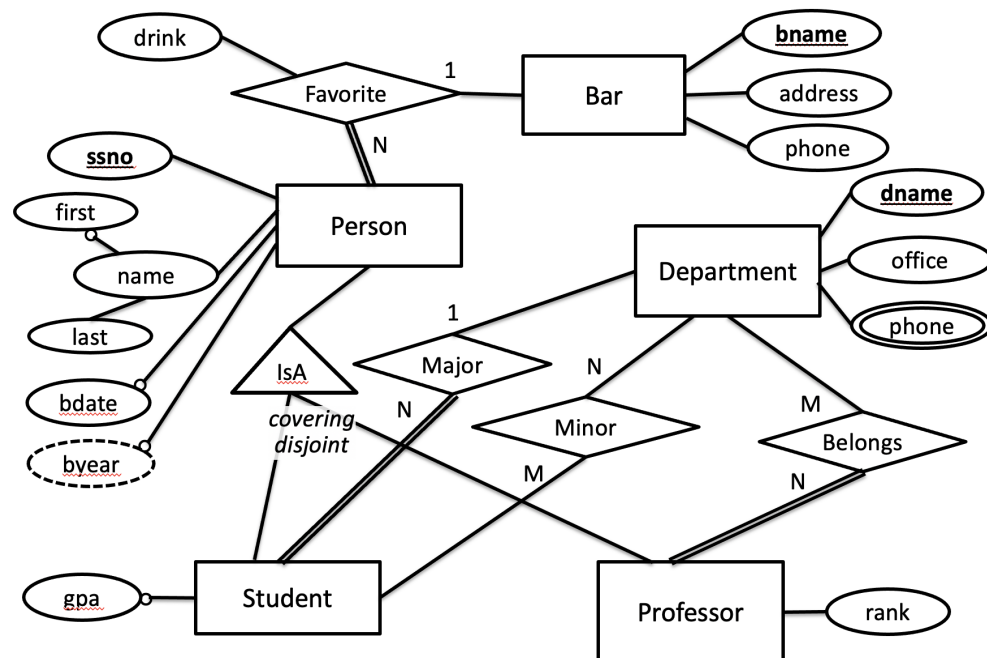 drink
Favorite
1
Bar
bname
address
phone
N
ssno
first
name
last
bdate
byear
Person
Department
dname
office
phone
1
Major
N
IsA
covering
disjoint
N
Minor
M
M
Belongs
N
gpa
Student
Professor
rank